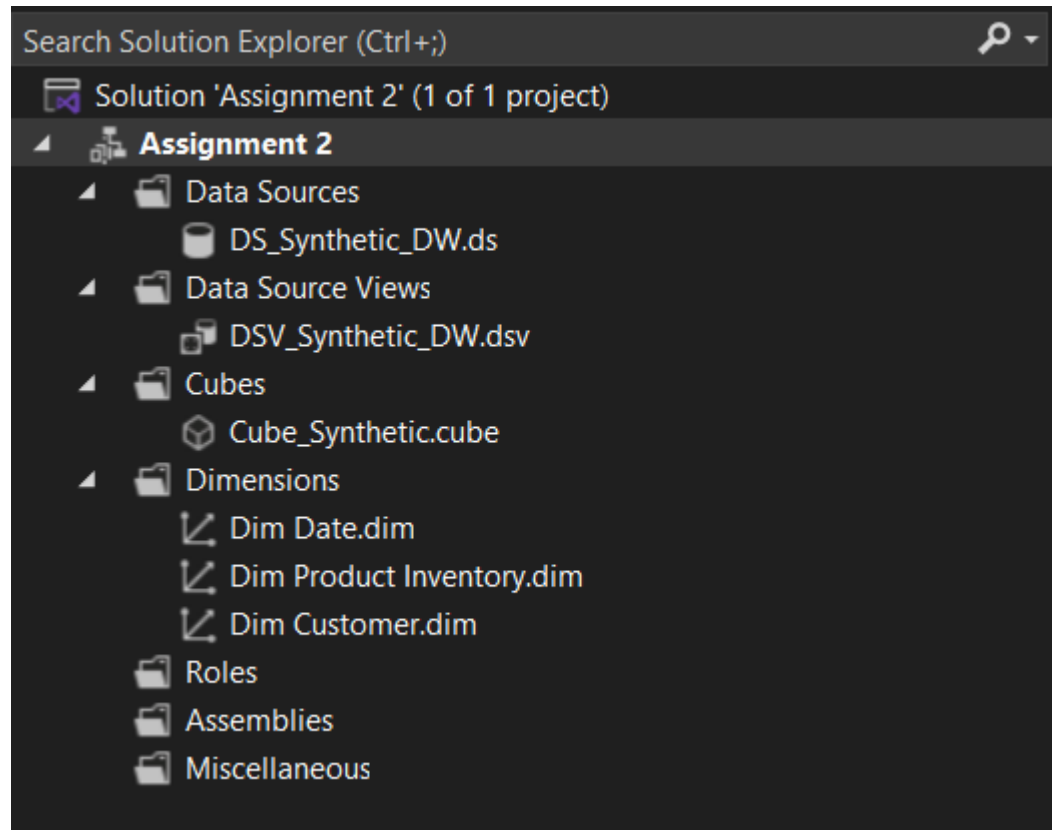 Search Solution Explorer (Ctrl+;)
Solution 'Assignment 2' (1 of 1 project)
Assignment 2
Data Sources
DS_Synthetic_DW.ds
Data Source Views
DSV_Synthetic_DW.dsv
Cubes
Cube_Synthetic.cube
Dimensions
Dim Date.dim
Dim Product Inventory.dim
Dim Customer.dim
Roles
Assemblies
Miscellaneous